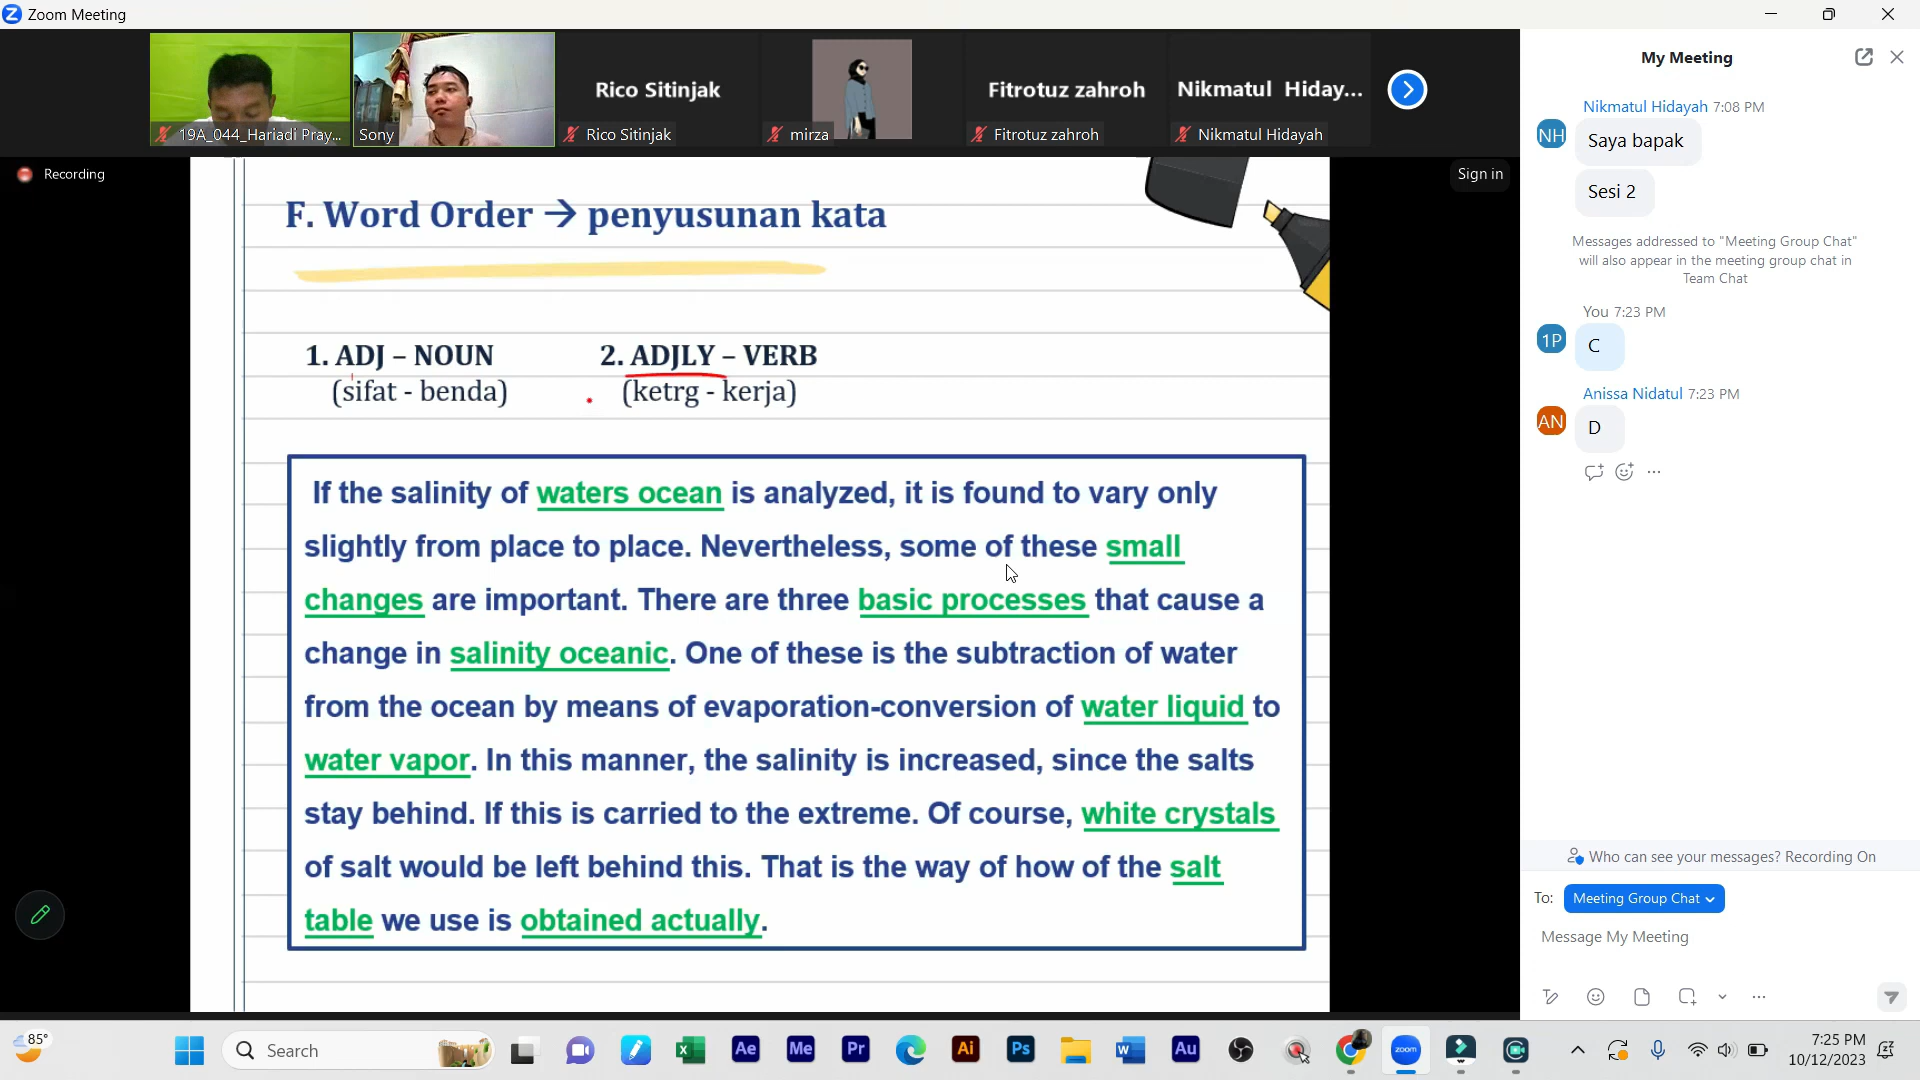 Zoom Meeting
Rico Sitinjak
Fitrotuz zahroh
Nikmatul Hiday...
19A_044_Hariadi Pray...
Sony
Rico Sitinjak
mirza
Fitrotuz zahroh
Nikmatul Hidayah
Recording
Sign in
F. Word Order → penyusunan kata
1. ADJ – NOUN
(sifat - benda)
2. ADJLY – VERB
(ketrg - kerja)
If the salinity of waters ocean is analyzed, it is found to vary only
slightly from place to place. Nevertheless, some of these small
changes are important. There are three basic processes that cause a
change in salinity oceanic. One of these is the subtraction of water
from the ocean by means of evaporation-conversion of water liquid to
water vapor. In this manner, the salinity is increased, since the salts
stay behind. If this is carried to the extreme. Of course, white crystals
of salt would be left behind this. That is the way of how of the salt
table we use is obtained actually.
My Meeting
Nikmatul Hidayah 7:08 PM
NH
Saya bapak
Sesi 2
Messages addressed to "Meeting Group Chat"
will also appear in the meeting group chat in
Team Chat
You 7:23 PM
1P
C
Anissa Nidatul 7:23 PM
AN
D
Who can see your messages? Recording On
To: Meeting Group Chat
Message My Meeting
85°
Search
Ae
Me
Pr
Ai
Ps
Au
zoom
7:25 PM
10/12/2023